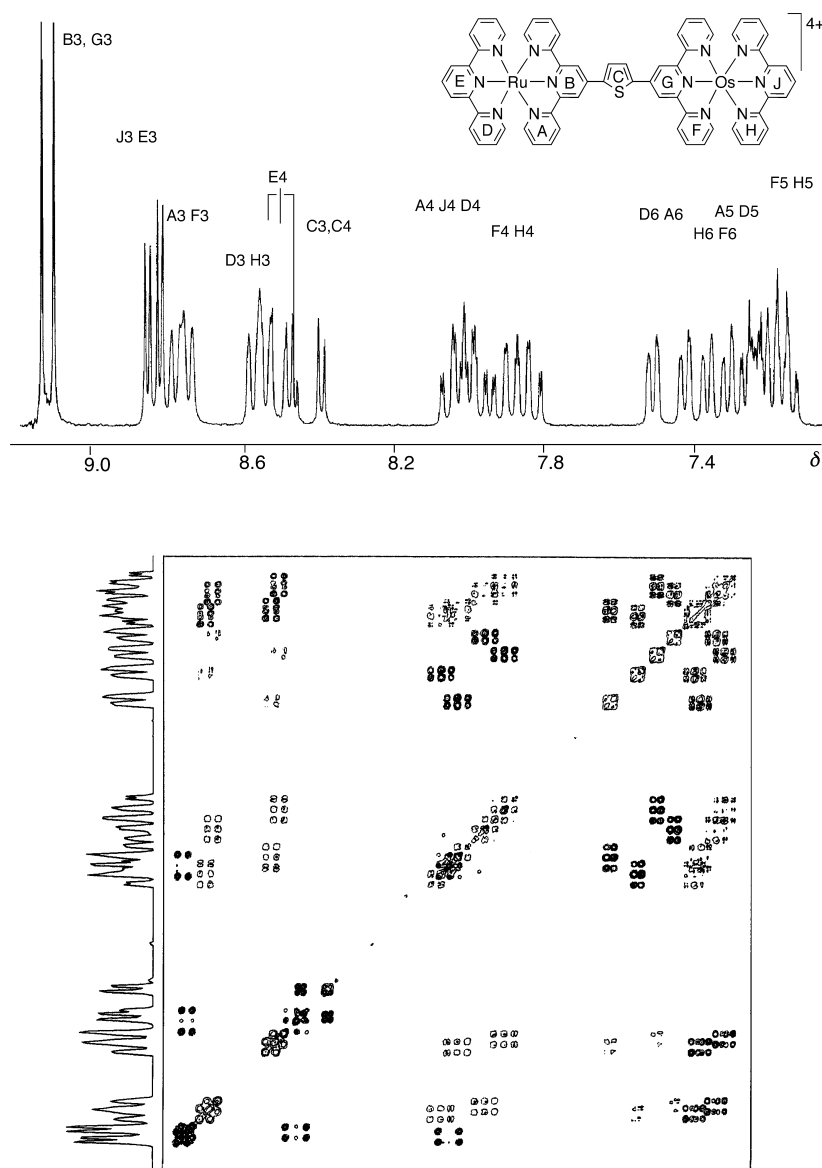 B3, G3
J3 E3
A3 F3
D3 H3
E4
C3,C4
A4 J4 D4
F4 H4
D6 A6
A5 D5
H6 F6
F5 H5
4+
N N N N
E N Ru N B C G N Os N J
S
N N N N
D A F H
9.0 8.6 8.2 7.8 7.4 δ